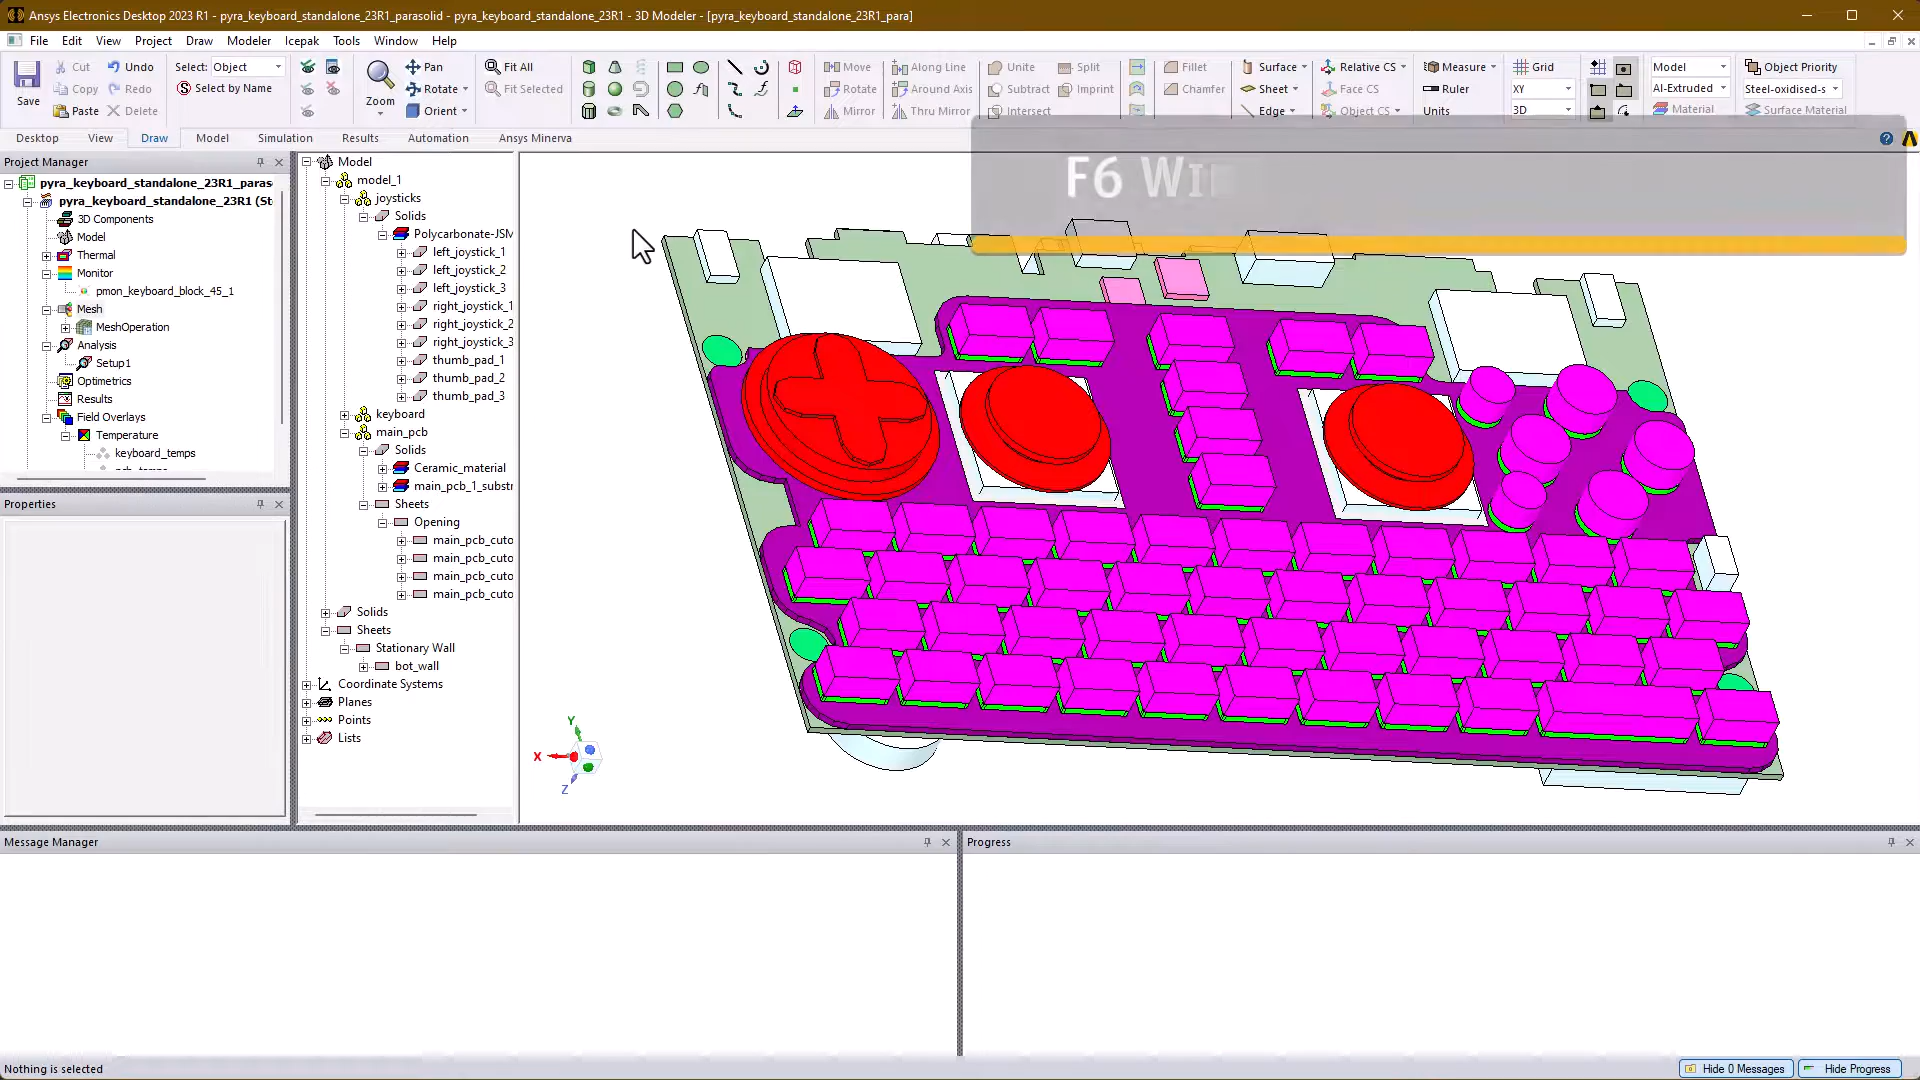 Ansys Electronics Desktop 2023 R1 - pyra_keyboard_standalone_23R1_parasolid - pyra_keyboard_standalone_23R1 - 3D Modeler - [pyra_keyboard_standalone_23R1_para]
File Edit View Project Draw Modeler Icepak Tools Window Help
Save
Cut
Copy
Paste
Undo
Redo
Delete
Select: Object
Select by Name
Zoom
Pan
Rotate
Orient
Fit All
Fit Selected
Move
Rotate
Mirror
Along Line
Around Axis
Thru Mirror
Unite
Subtract
Intersect
Split
Imprint
Fillet
Chamfer
Surface
Sheet
Edge
Relative CS
Face CS
Object CS
Measure
Ruler
Units
Grid
XY
3D
Model
Al-Extruded
Material
Object Priority
Steel-oxidised-s
Surface Material
Desktop View Draw Model Simulation Results Automation Ansys Minerva
F6 Wi
Project Manager
pyra_keyboard_standalone_23R1_paras
pyra_keyboard_standalone_23R1 (St
3D Components
Model
Thermal
Monitor
pmon_keyboard_block_45_1
Mesh
MeshOperation
Analysis
Setup1
Optimetrics
Results
Field Overlays
Temperature
keyboard_temps
Properties
Model
model_1
joysticks
Solids
Polycarbonate-JSM
left_joystick_1
left_joystick_2
left_joystick_3
right_joystick_1
right_joystick_2
right_joystick_3
thumb_pad_1
thumb_pad_2
thumb_pad_3
keyboard
main_pcb
Solids
Ceramic_material
main_pcb_1_substr
Sheets
Opening
main_pcb_cuto
main_pcb_cuto
main_pcb_cuto
main_pcb_cuto
Solids
Sheets
Stationary Wall
bot_wall
Coordinate Systems
Planes
Points
Lists
Y
X
Z
Message Manager
Progress
Nothing is selected
Hide 0 Messages
Hide Progress